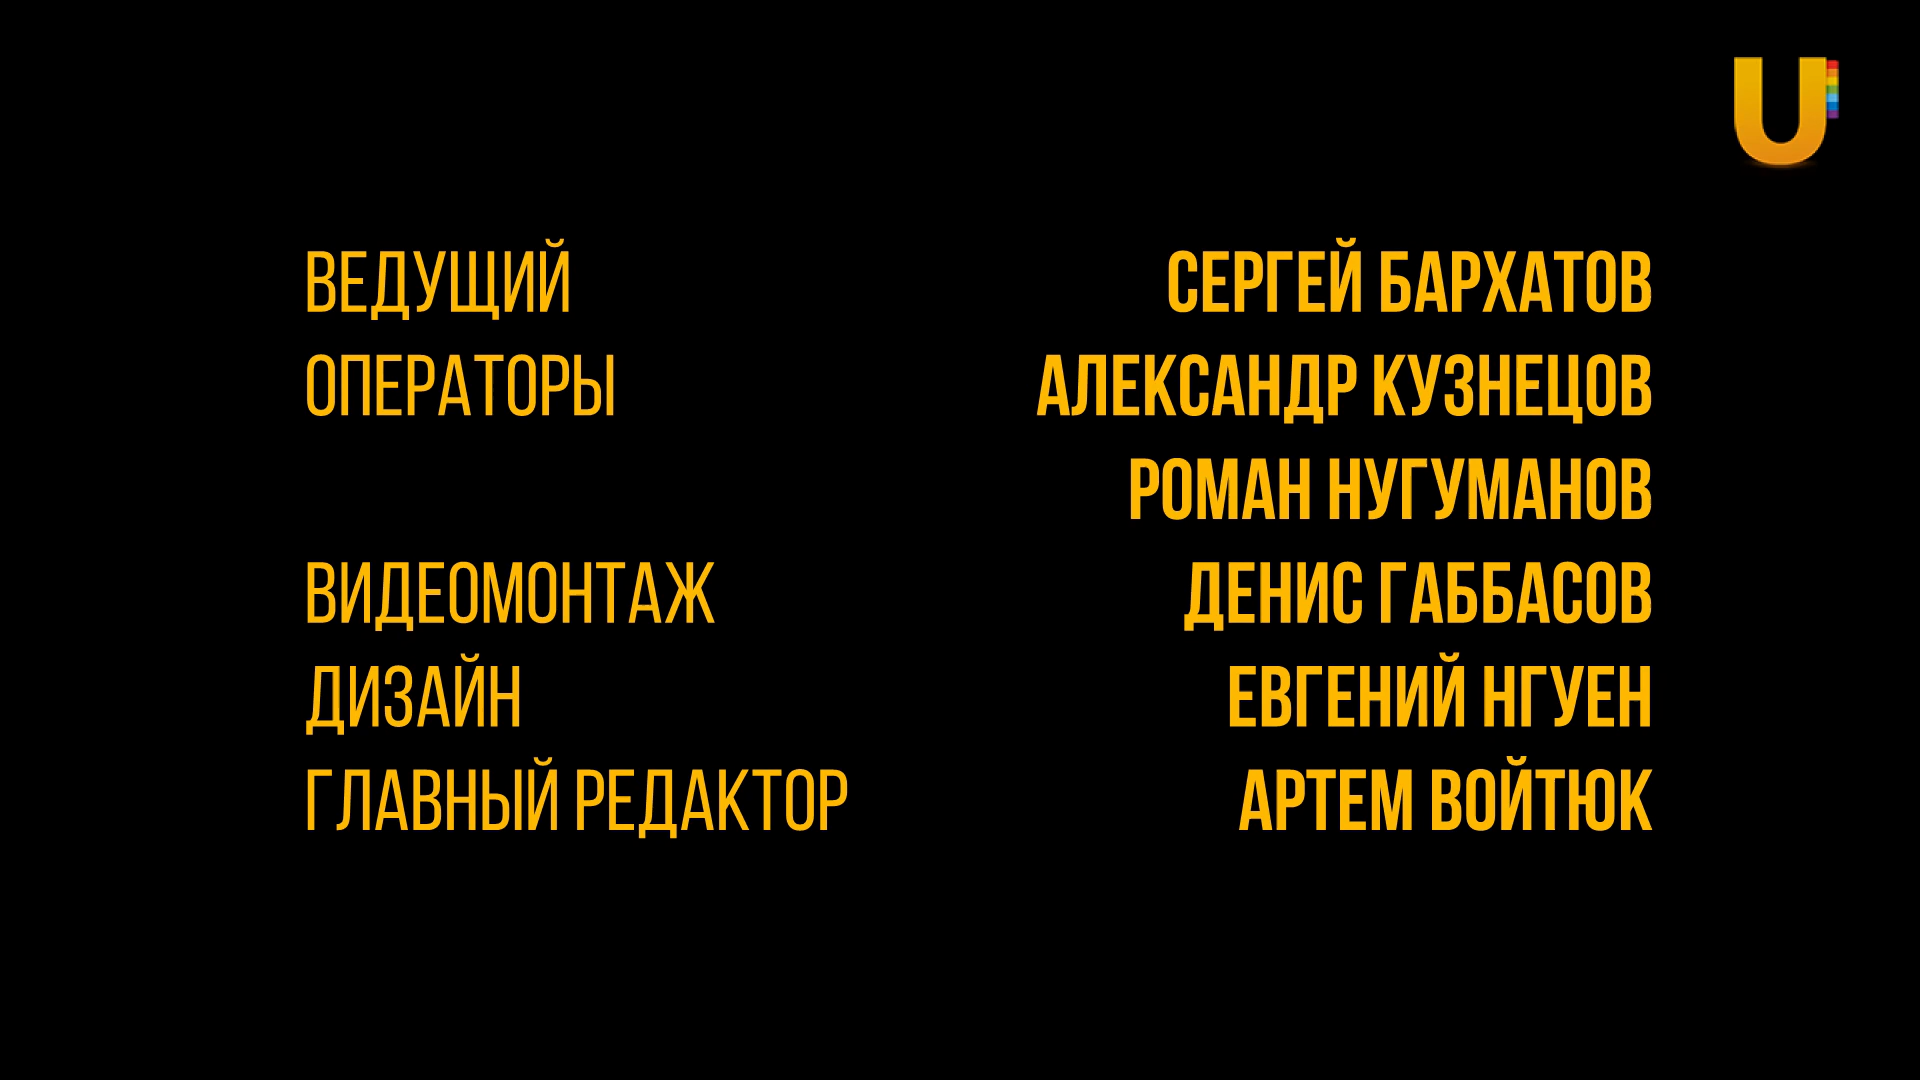 U
ВЕДУЩИЙ СЕРГЕЙ БАРХАТОВ
ОПЕРАТОРЫ АЛЕКСАНДР КУЗНЕЦОВ
РОМАН НУГУМАНОВ
ВИДЕОМОНТАЖ ДЕНИС ГАББАСОВ
ДИЗАЙН ЕВГЕНИЙ НГУЕН
ГЛАВНЫЙ РЕДАКТОР АРТЕМ ВОЙТЮК